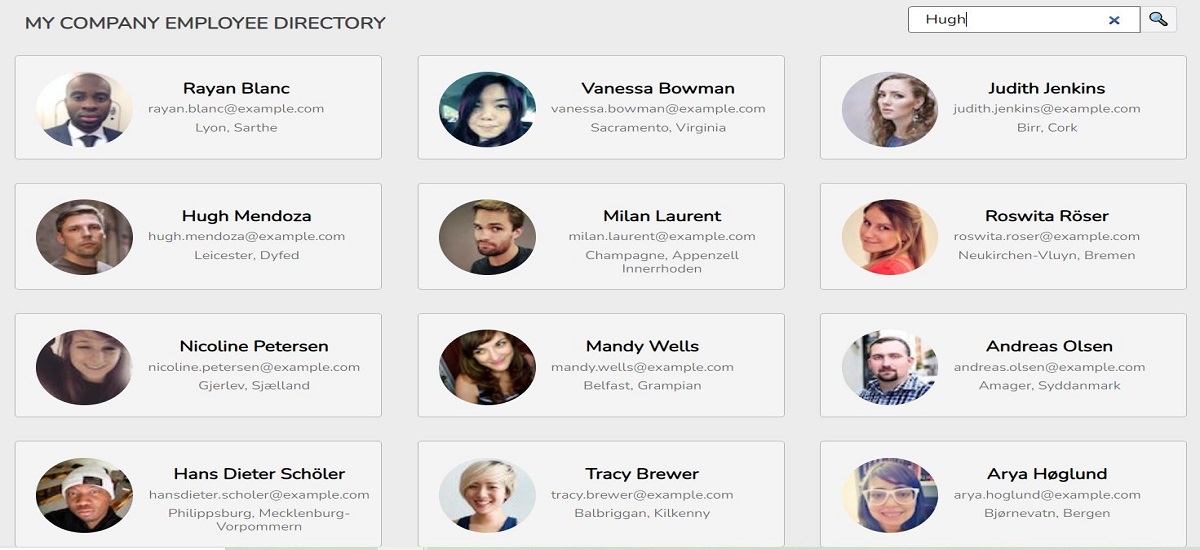 MY COMPANY EMPLOYEE DIRECTORY
Hugh
Rayan Blanc
rayan.blanc@example.com
Lyon, Sarthe
Vanessa Bowman
vanessa.bowman@example.com
Sacramento, Virginia
Judith Jenkins
judith.jenkins@example.com
Birr, Cork
Hugh Mendoza
hugh.mendoza@example.com
Leicester, Dyfed
Milan Laurent
milan.laurent@example.com
Champagne, Appenzell
Innerrhoden
Roswita Röser
roswita.roser@example.com
Neukirchen-Vluyn, Bremen
Nicoline Petersen
nicoline.petersen@example.com
Gjerlev, Sjælland
Mandy Wells
mandy.wells@example.com
Belfast, Grampian
Andreas Olsen
andreas.olsen@example.com
Amager, Syddanmark
Hans Dieter Schöler
hansdieter.scholer@example.com
Philippsburg, Mecklenburg-
Vorpommern
Tracy Brewer
tracy.brewer@example.com
Balbriggan, Kilkenny
Arya Høglund
arya.hoglund@example.com
Bjørnevatn, Bergen